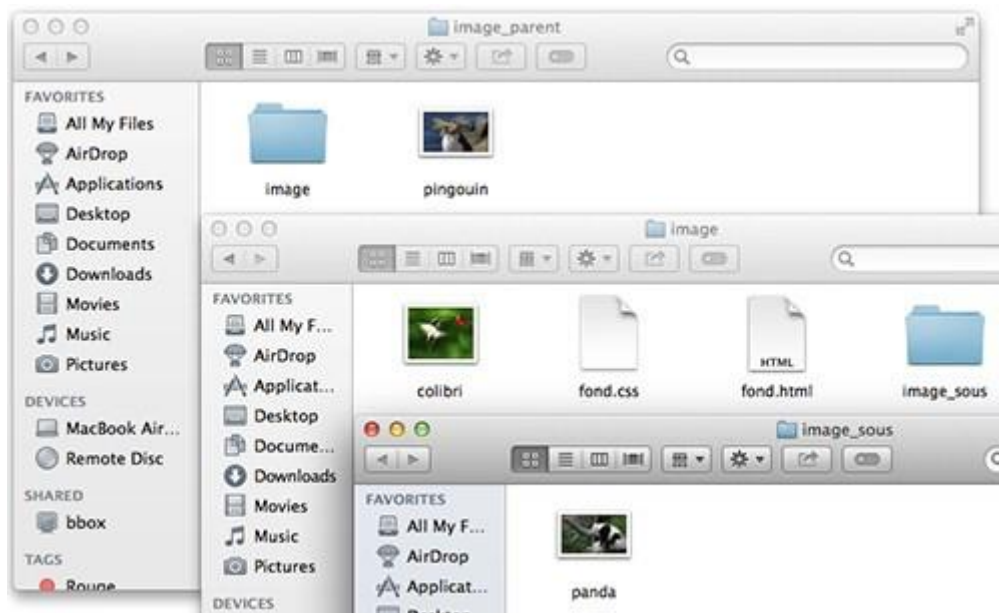 image_parent
FAVORITES
All My Files
AirDrop
Applications
Desktop
Documents
Downloads
Movies
Music
Pictures
DEVICES
MacBook Air...
Remote Disc
SHARED
bbox
TAGS
Rouge
image
pingouin
image
FAVORITES
All My F...
AirDrop
Applicat...
Desktop
Docume...
Downloads
Movies
Music
Pictures
DEVICES
colibri
fond.css
HTML
fond.html
image_sous
image_sous
FAVORITES
All My F...
AirDrop
Applicat...
Desktop
panda